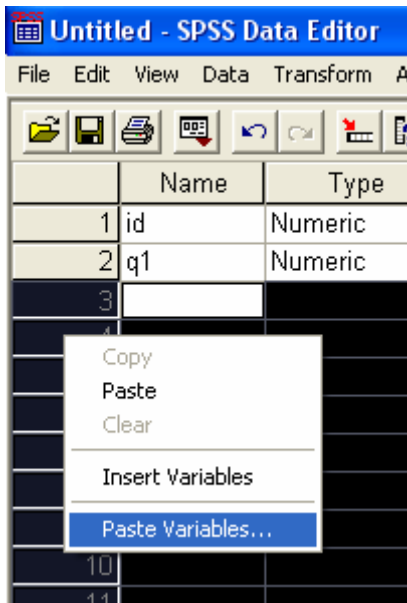 SPSS
Untitled - SPSS Data Editor
File Edit View Data Transform A
Name Type
1 id Numeric
2 q1 Numeric
3
4
Copy
Paste
Clear
Insert Variables
Paste Variables...
10
11